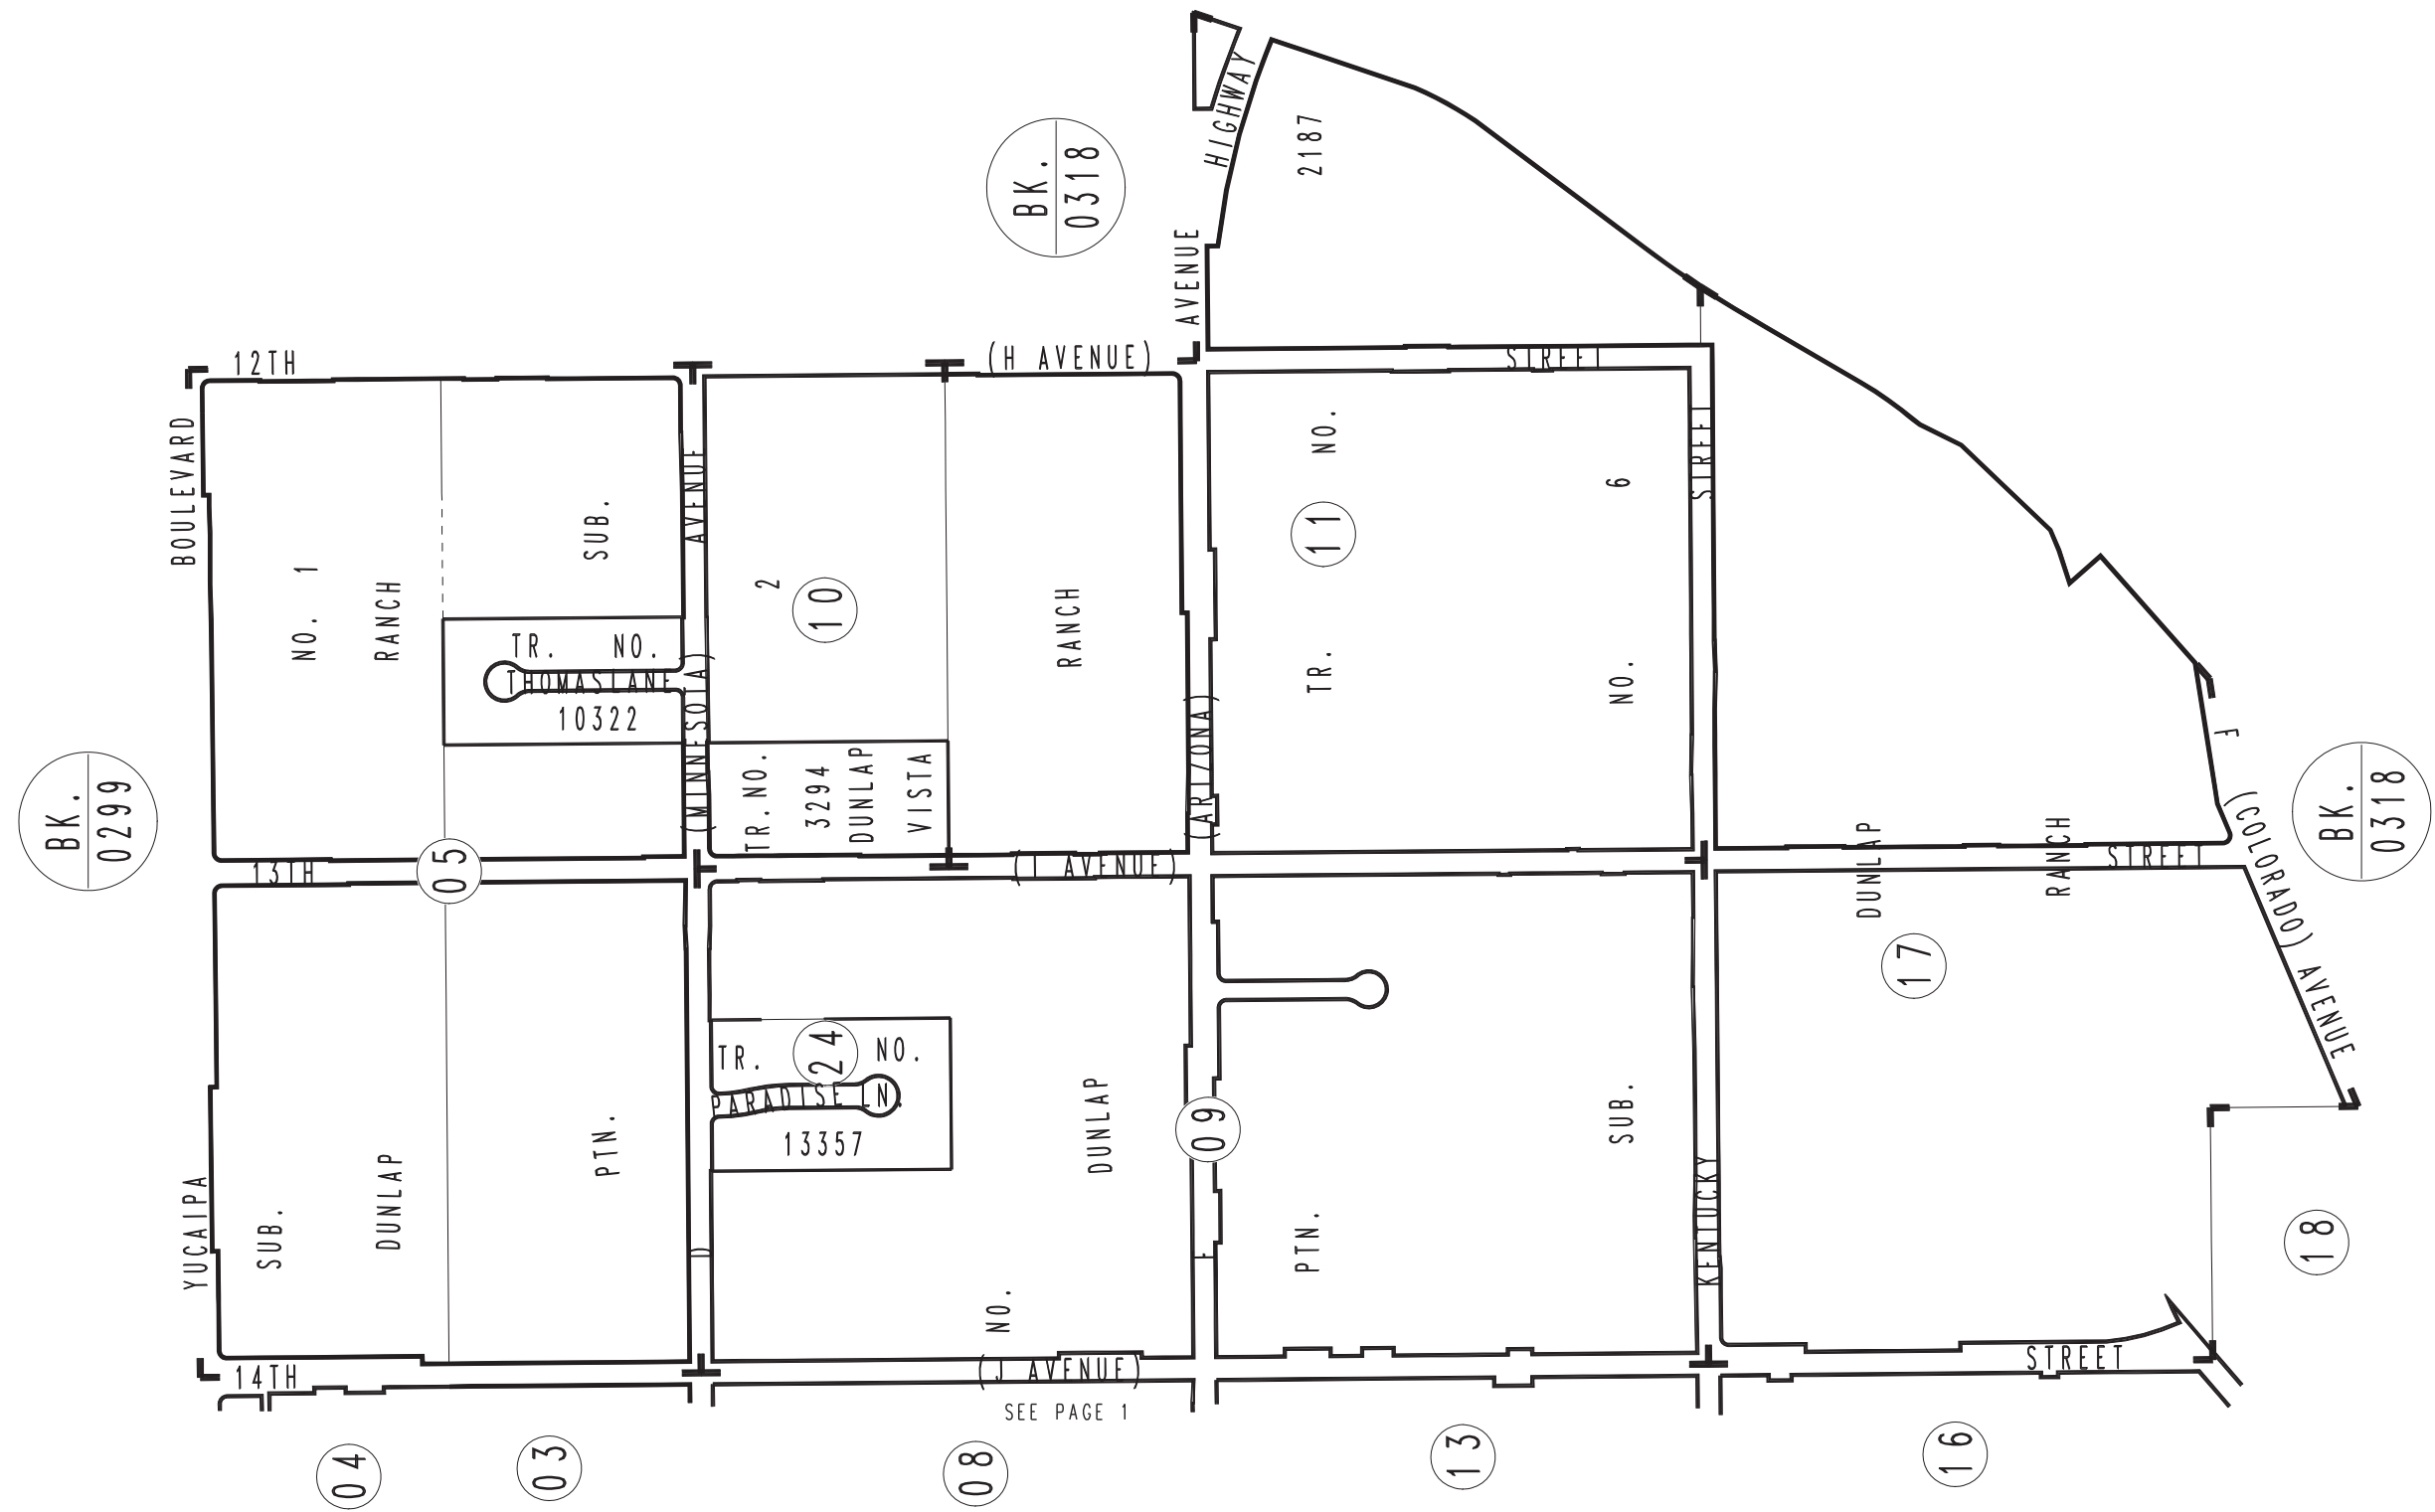 HIGHWAY
2187
BK.
0318
AVENUE
12TH
(H AVENUE)
STREET
BOULEVARD
NO. 1
RANCH
SUB.
AVENUE
2
10
RANCH
TR. NO.
11
6
NO.
STREET
TR. NO.
THOMAS LANE
10322
(MINNESOTA)
TR. NO.
3294
DUNLAP
VISTA
(ARIZONA)
BK.
0299
05
13TH
(I AVENUE)
STREET
DUNLAP
RANCH
F
(COLORADO) AVENUE
BK.
0318
17
TR. NO.
24
PARADISE LN.
13357
DUNLAP
09
SUB.
PTN.
YUCAIPA
SUB.
DUNLAP
PTN.
D
NO.
E
KENTUCKY
18
14TH
(J AVENUE)
STREET
SEE PAGE 1
04
03
08
13
16